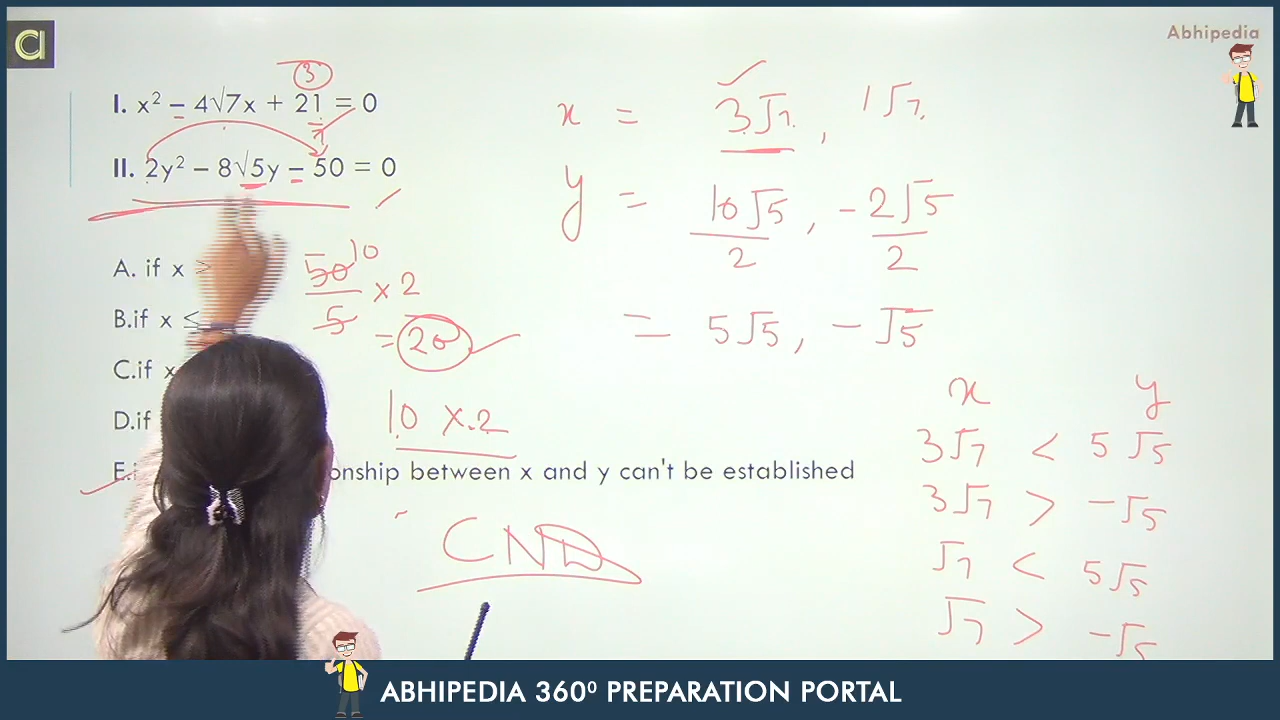 a
Abhipedia
3
I. x² – 4√7x + 21 = 0
7
II. 2y² – 8√5y – 50 = 0
x = 3√7, 1√7
y = 10√5/2, -2√5/2
= 5√5, -√5
A. if x >
B.if x ≤
C.if x
D.if
E.i
onship between x and y can't be established
50/5 10 × 2
= 20
10 × 2
CND
x y
3√7 < 5√5
3√7 > -√5
√7 < 5√5
√7 > -√5
ABHIPEDIA 360⁰ PREPARATION PORTAL